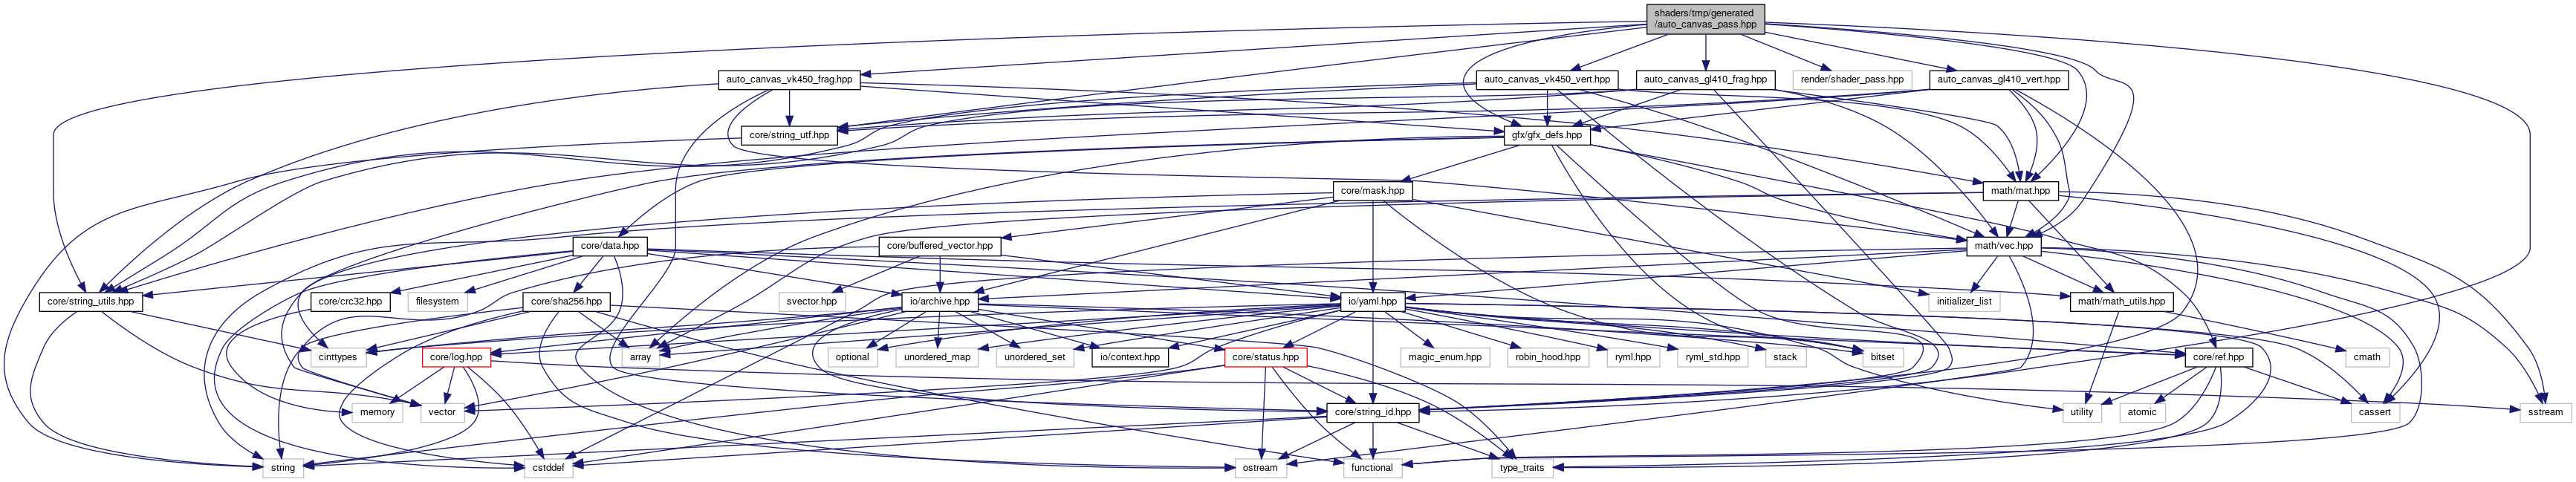 shaders/tmp/generated
/auto_canvas_pass.hpp
auto_canvas_vk450_frag.hpp
auto_canvas_vk450_vert.hpp
auto_canvas_gl410_frag.hpp
render/shader_pass.hpp
auto_canvas_gl410_vert.hpp
core/string_utf.hpp
gfx/gfx_defs.hpp
core/mask.hpp
math/mat.hpp
core/data.hpp
core/buffered_vector.hpp
math/vec.hpp
core/string_utils.hpp
core/crc32.hpp
filesystem
core/sha256.hpp
svector.hpp
io/archive.hpp
io/yaml.hpp
initializer_list
math/math_utils.hpp
cinttypes
core/log.hpp
array
optional
unordered_map
unordered_set
io/context.hpp
core/status.hpp
magic_enum.hpp
robin_hood.hpp
ryml.hpp
ryml_std.hpp
stack
bitset
core/ref.hpp
cmath
memory
vector
core/string_id.hpp
utility
atomic
cassert
sstream
string
cstddef
ostream
functional
type_traits